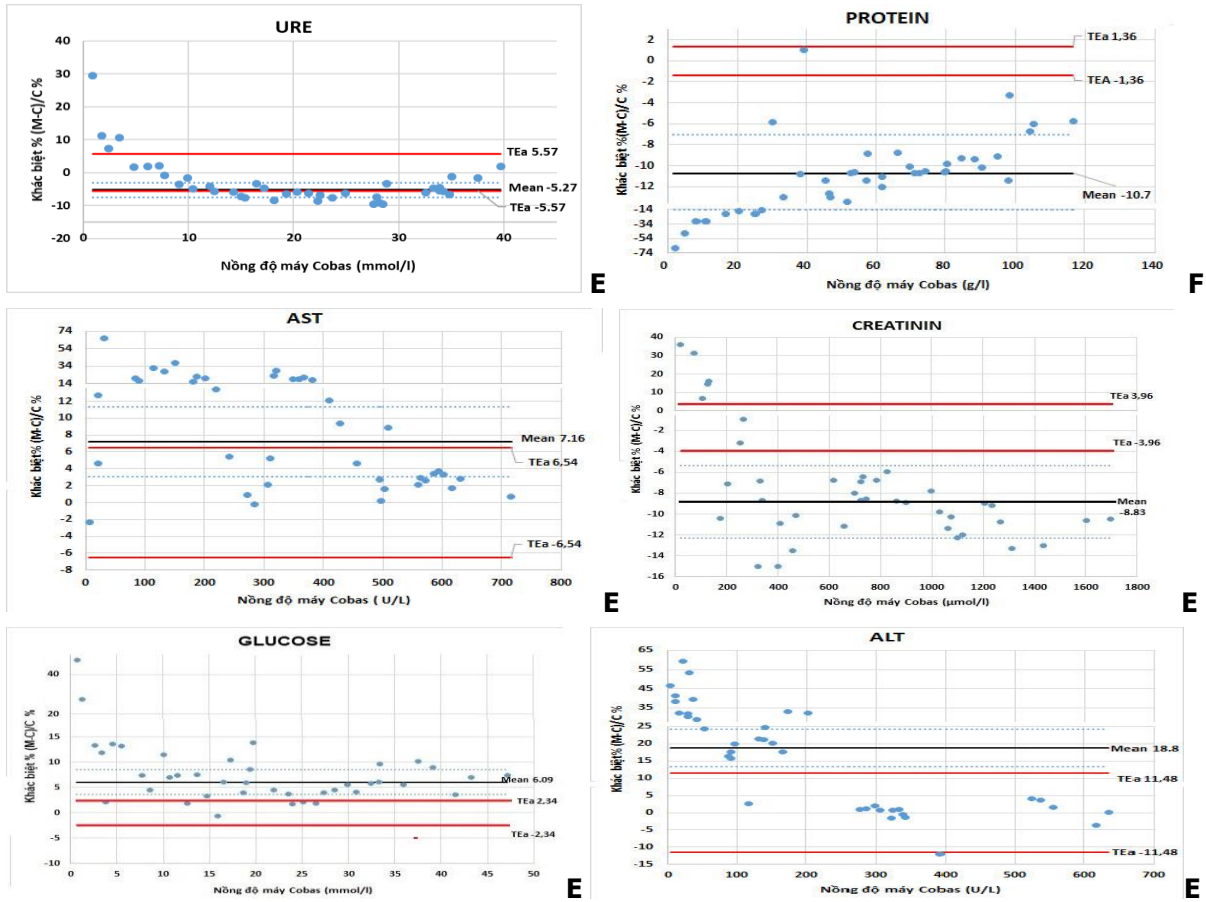 URE
40
30
20
10
0
-10
-20
0
10
20
30
40
Khác biệt % (M-C)/C %
Nồng độ máy Cobas (mmol/l)
TEa 5.57
Mean -5.27
TEa -5.57
E
PROTEIN
2
0
-2
-4
-6
-8
-10
-12
-14
-34
-54
-74
0
20
40
60
80
100
120
140
Khác biệt % (M-C)/C %
Nồng độ máy Cobas (g/l)
TEa 1,36
TEA -1,36
Mean -10.7
F
AST
74
54
34
14
12
10
8
6
4
2
0
-2
-4
-6
-8
0
100
200
300
400
500
600
700
800
Khác biệt% (M-C)/C %
Nồng độ máy Cobas ( U/L)
Mean 7.16
TEa 6,54
TEa -6,54
E
CREATININ
40
30
20
10
0
-2
-4
-6
-8
-10
-12
-14
-16
0
200
400
600
800
1000
1200
1400
1600
1800
Khác biệt% (M-C)/C %
Nồng độ máy Cobas (µmol/l)
TEa 3,96
TEa -3,96
Mean
-8.83
E
GLUCOSE
40
20
15
10
5
0
-5
-10
0
5
10
15
20
25
30
35
40
45
50
Khác biệt % (M-C)/C %
Nồng độ máy Cobas (mmol/l)
Mean 6.09
TEa 2,34
TEa -2,34
E
ALT
65
55
45
35
25
20
15
10
5
0
-5
-10
-15
0
100
200
300
400
500
600
700
Khác biệt% (M-C)/C %
Nồng độ máy Cobas (U/L)
Mean 18.8
TEa 11,48
TEa -11,48
E